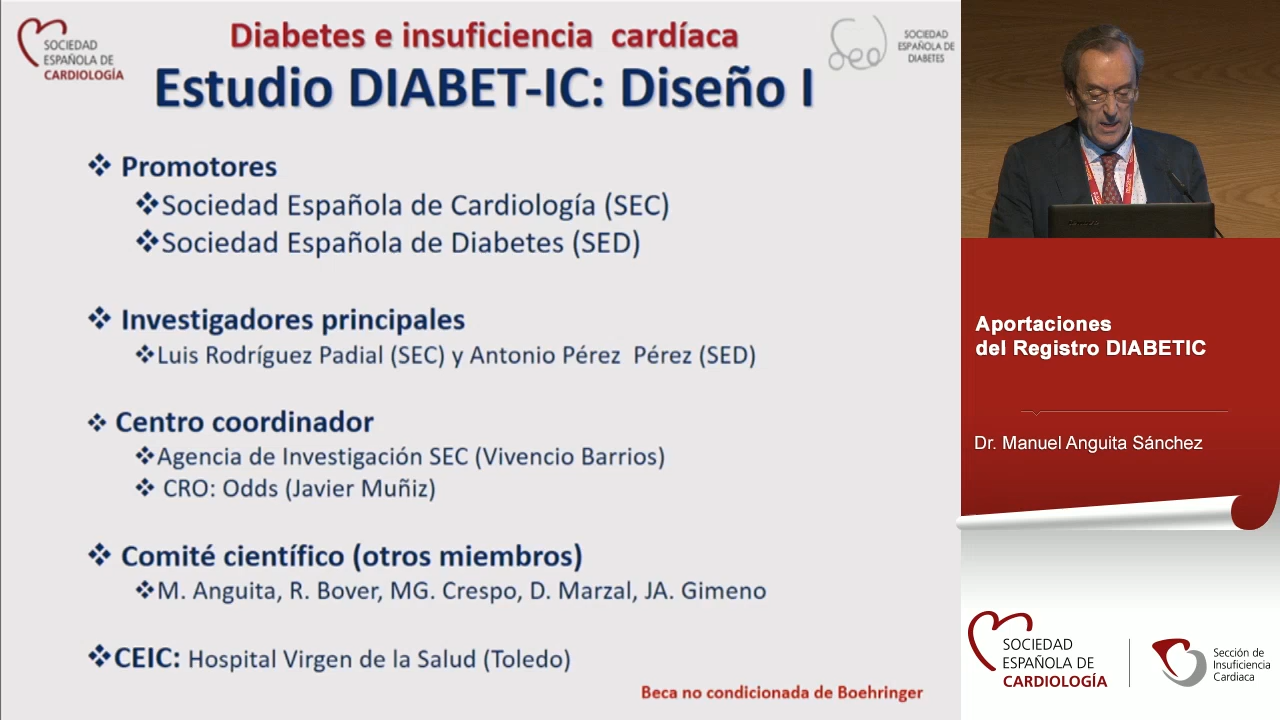 SOCIEDAD
ESPAÑOLA DE
CARDIOLOGÍA
Diabetes e insuficiencia cardíaca
Estudio DIABET-IC: Diseño I
sed
SOCIEDAD
ESPAÑOLA DE
DIABETES
Promotores
Sociedad Española de Cardiología (SEC)
Sociedad Española de Diabetes (SED)
Investigadores principales
Luis Rodríguez Padial (SEC) y Antonio Pérez Pérez (SED)
Centro coordinador
Agencia de Investigación SEC (Vivencio Barrios)
CRO: Odds (Javier Muñiz)
Comité científico (otros miembros)
M. Anguita, R. Bover, MG. Crespo, D. Marzal, JA. Gimeno
CEIC: Hospital Virgen de la Salud (Toledo)
Beca no condicionada de Boehringer
Aportaciones
del Registro DIABETIC
Dr. Manuel Anguita Sánchez
SOCIEDAD
ESPAÑOLA DE
CARDIOLOGÍA
Sección de
Insuficiencia
Cardiaca